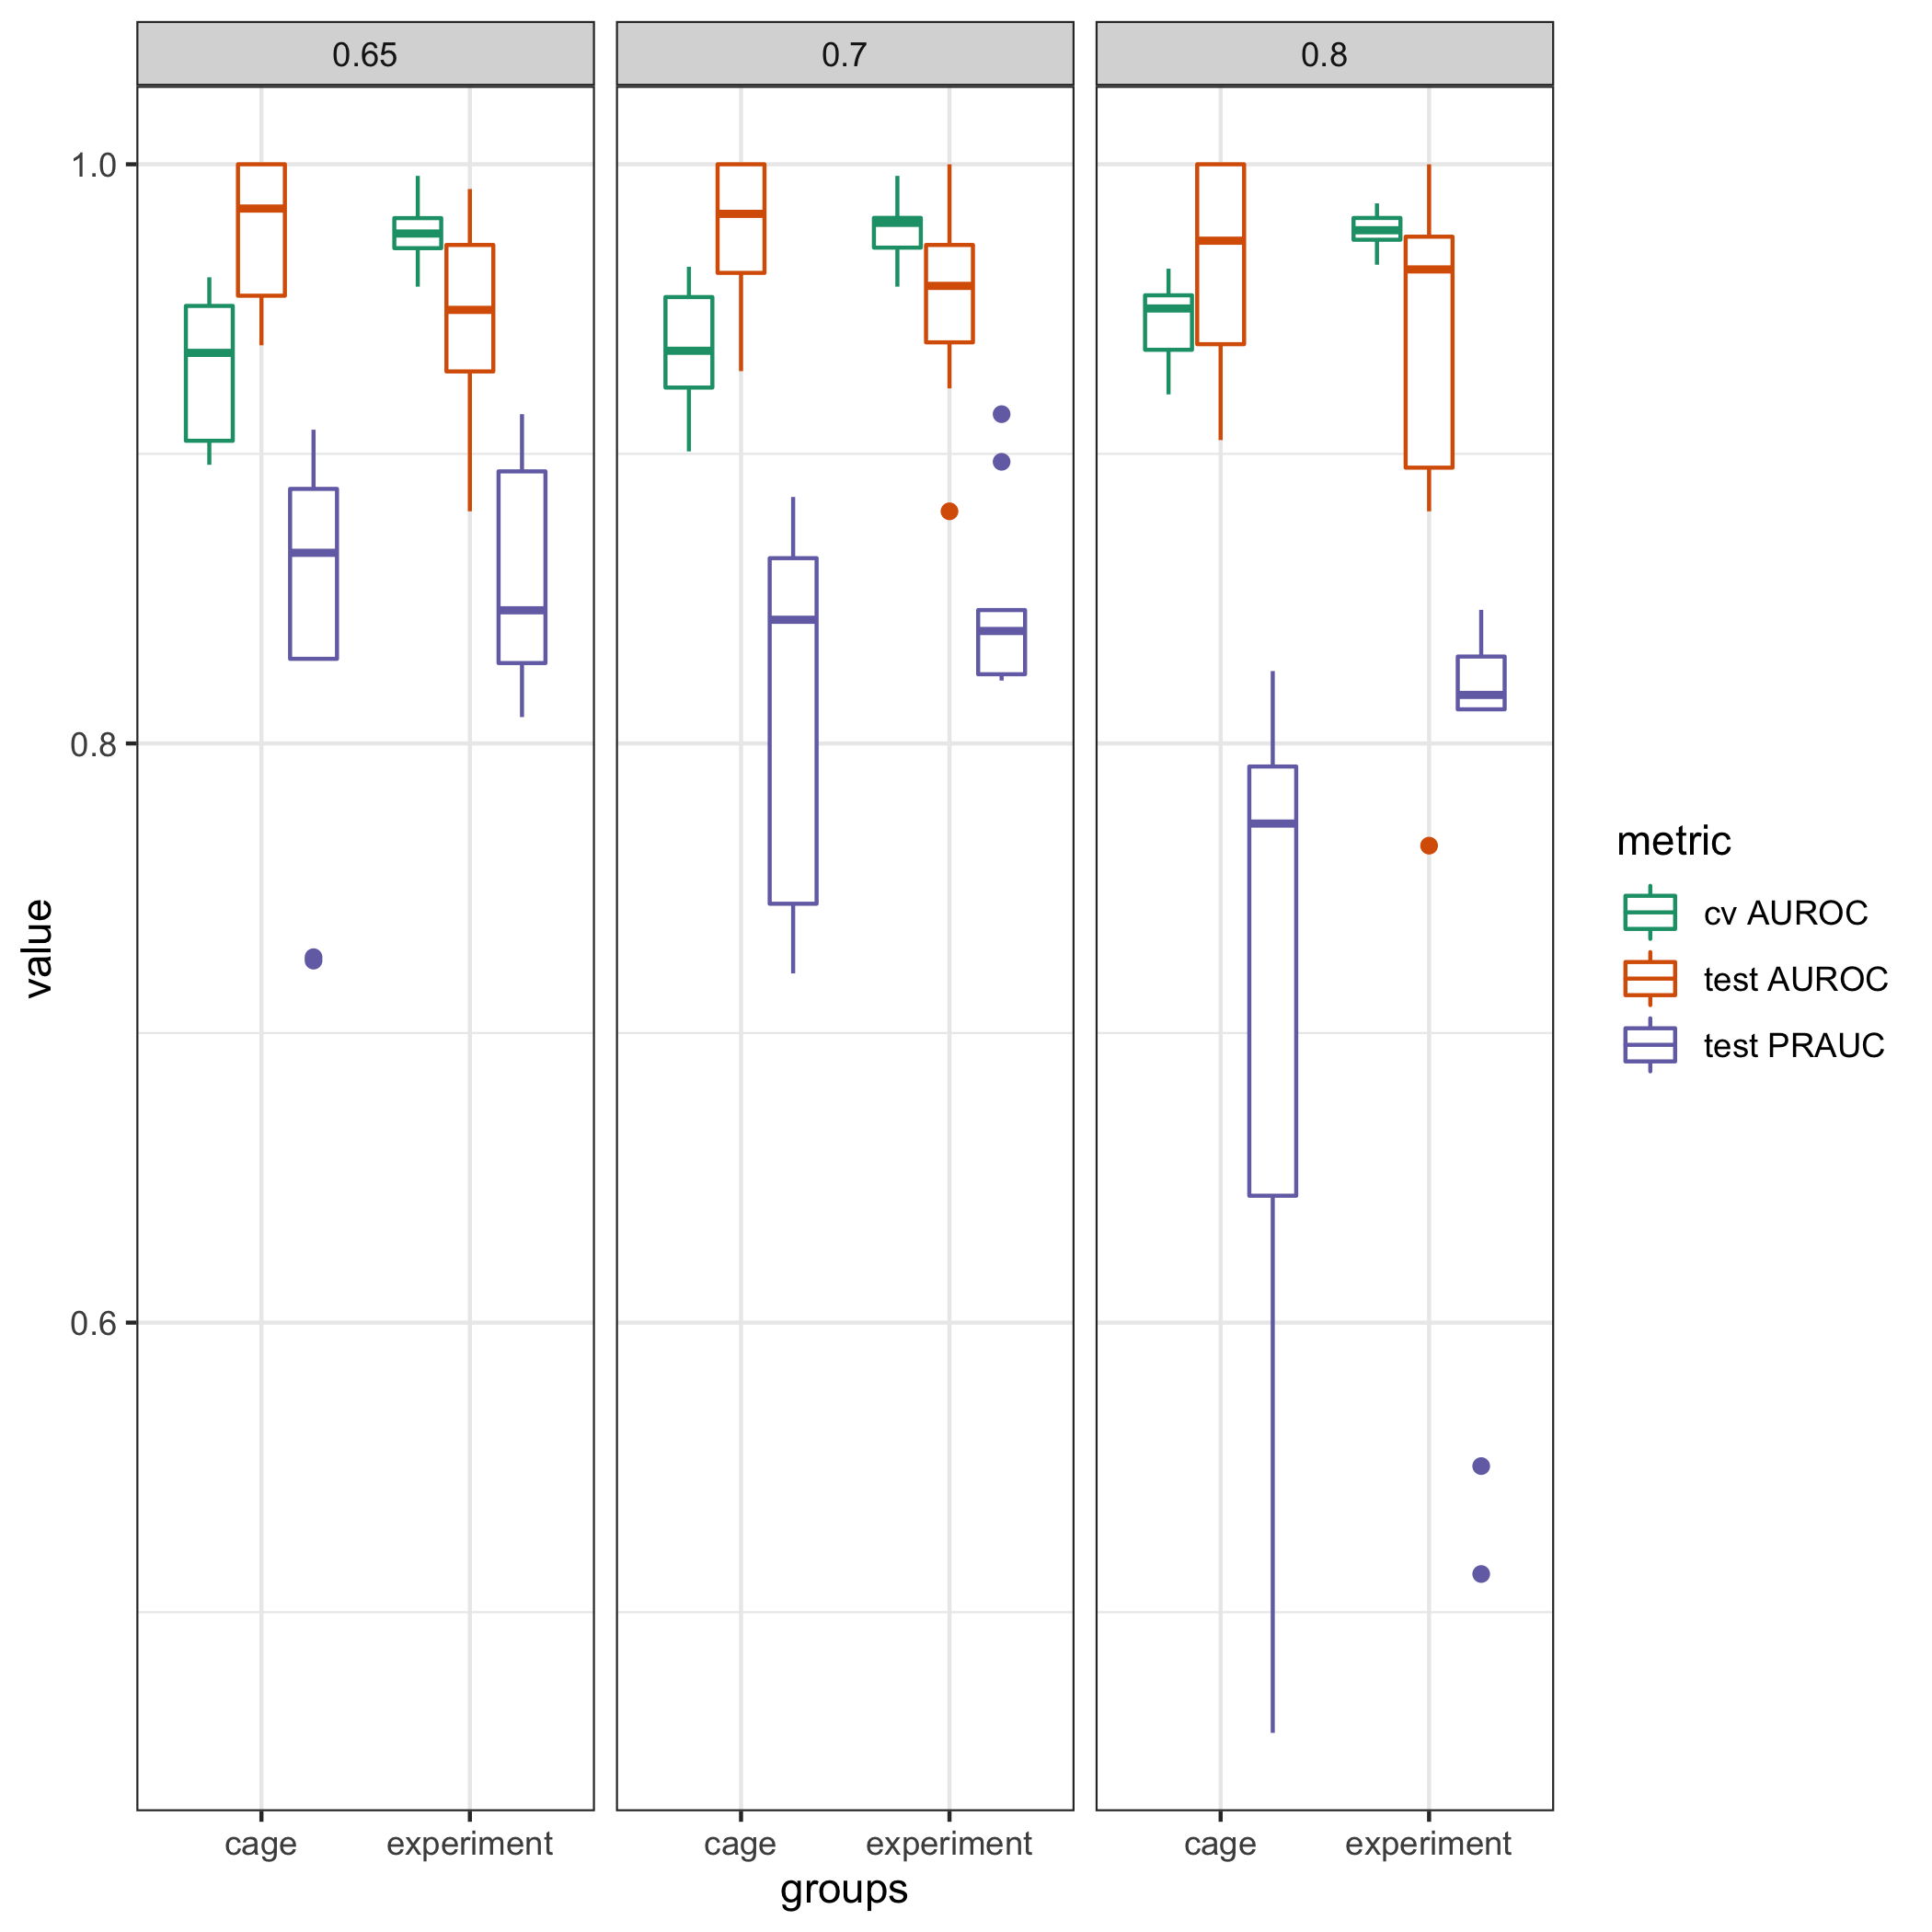 0.65
0.7
0.8
1.0
0.8
0.6
value
cage
experiment
cage
experiment
cage
experiment
groups
metric
cv AUROC
test AUROC
test PRAUC